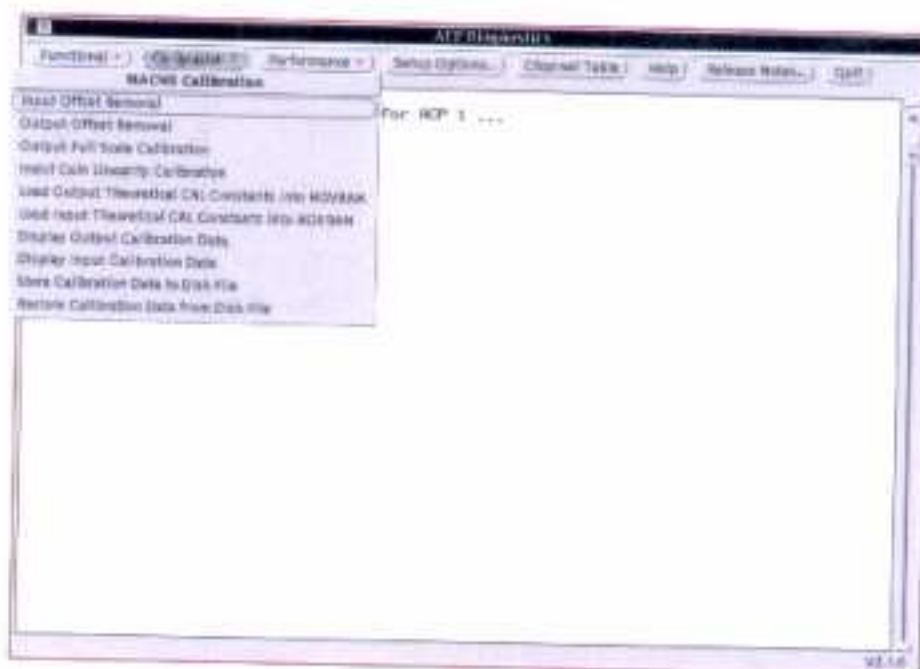 ACP Diagnostics
Functional Calibration Performance Setup Options... Channel Table Help Release Notes... Quit
Calibration
Input Offset Removal
For ACP 1 ...
Output Offset Removal
Output Full Scale Calibration
Input Gain Linearity Calibration
Load Output Theoretical CAL Constants into NOVRAM
Load Input Theoretical CAL Constants into NOVRAM
Display Output Calibration Data
Display Input Calibration Data
Store Calibration Data to Disk File
Restore Calibration Data from Disk File